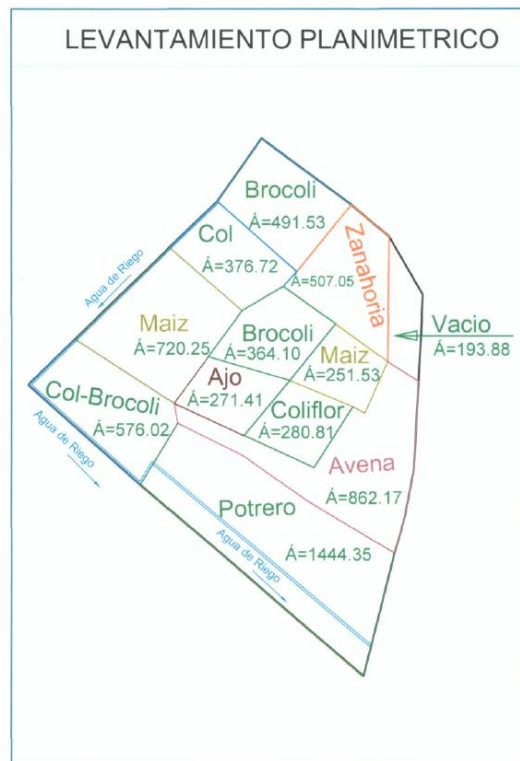 LEVANTAMIENTO PLANIMETRICO
Brocoli
Á=491.53
Col
Á=376.72
Zanahoria
Á=507.05
Agua de Riego
Maiz
Á=720.25
Brocoli
Á=364.10
Vacio
Á=193.88
Maiz
Á=251.53
Ajo
Á=271.41
Col-Brocoli
Á=576.02
Coliflor
Á=280.81
Agua de Riego
Avena
Á=862.17
Potrero
Á=1444.35
Agua de Riego